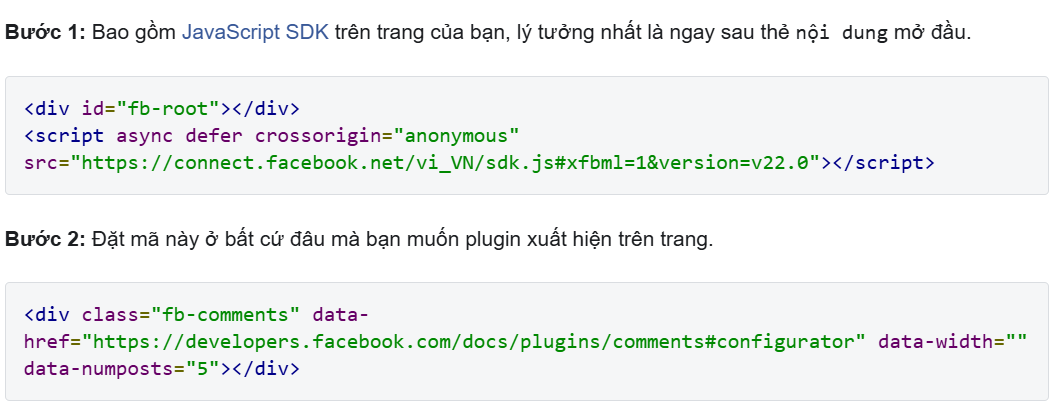 Bước 1: Bao gồm JavaScript SDK trên trang của bạn, lý tưởng nhất là ngay sau thẻ nội dung mở đầu.
<div id="fb-root"></div>
<script async defer crossorigin="anonymous"
src="https://connect.facebook.net/vi_VN/sdk.js#xfbml=1&version=v22.0"></script>
Bước 2: Đặt mã này ở bất cứ đâu mà bạn muốn plugin xuất hiện trên trang.
<div class="fb-comments" data-
href="https://developers.facebook.com/docs/plugins/comments#configurator" data-width=""
data-numposts="5"></div>